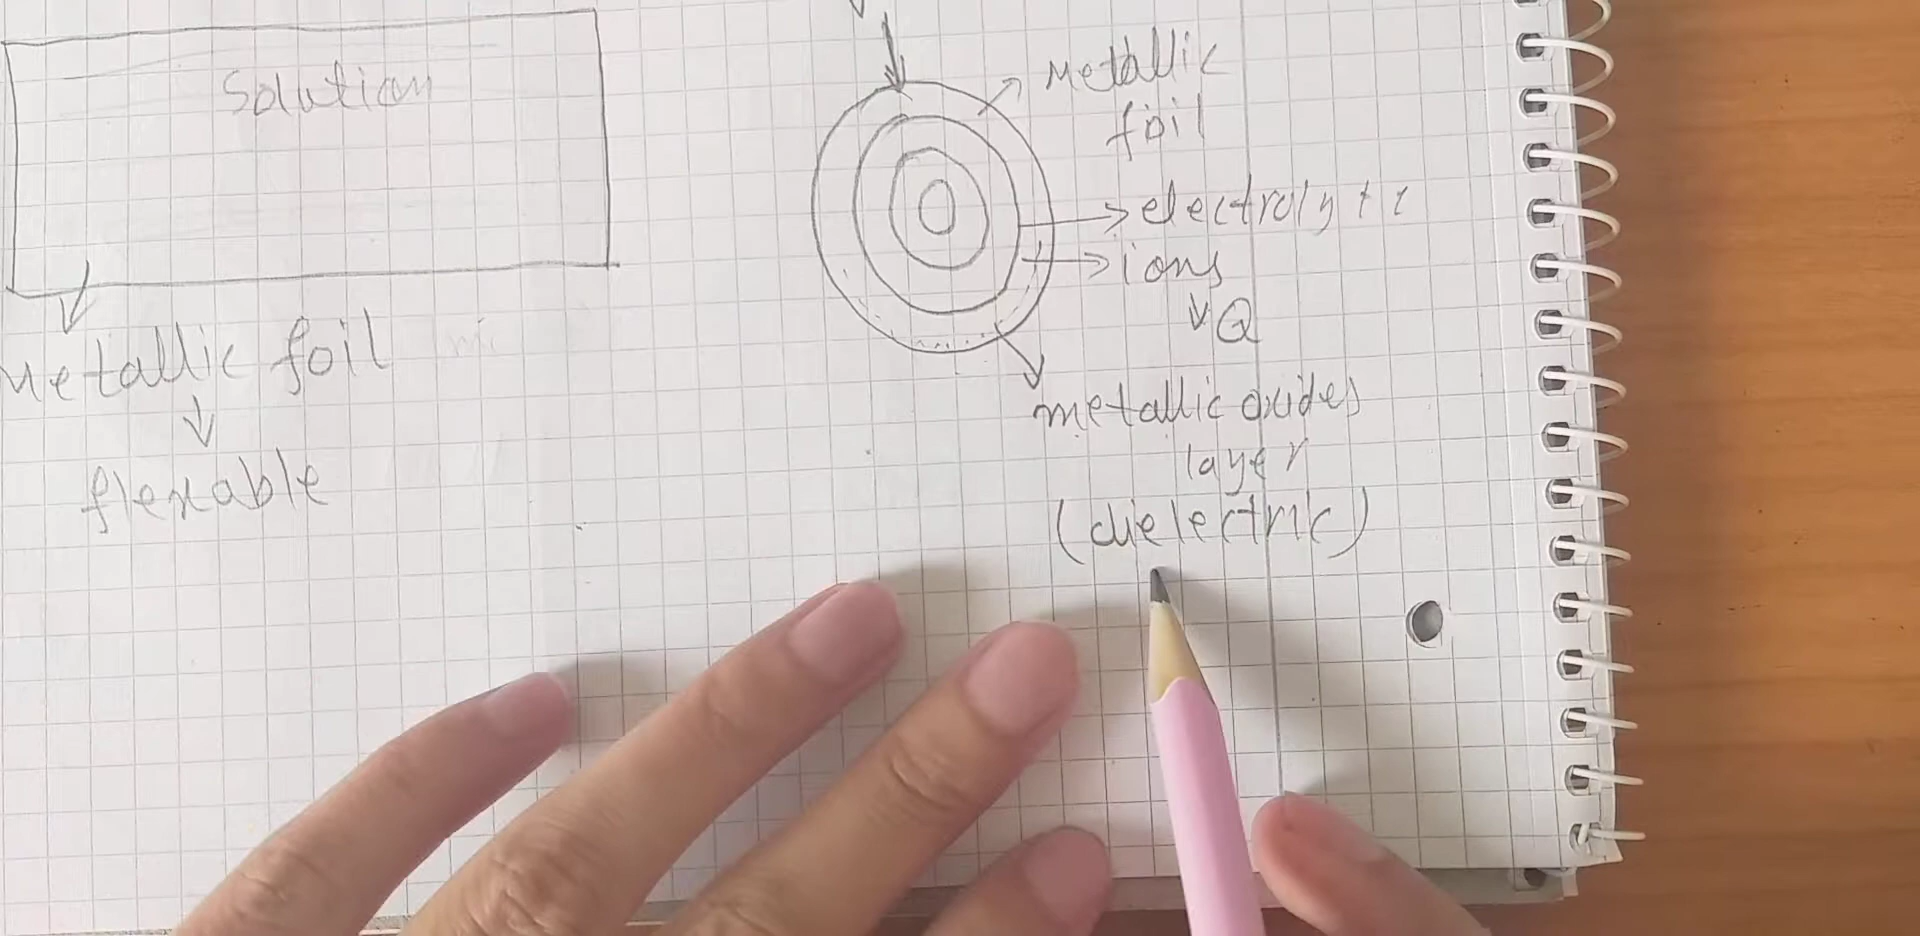 Solution
Metallic foil
flexable
Metallic
foil
electrolyte
ions
Q
metallic oxides
layer
(dielectric)